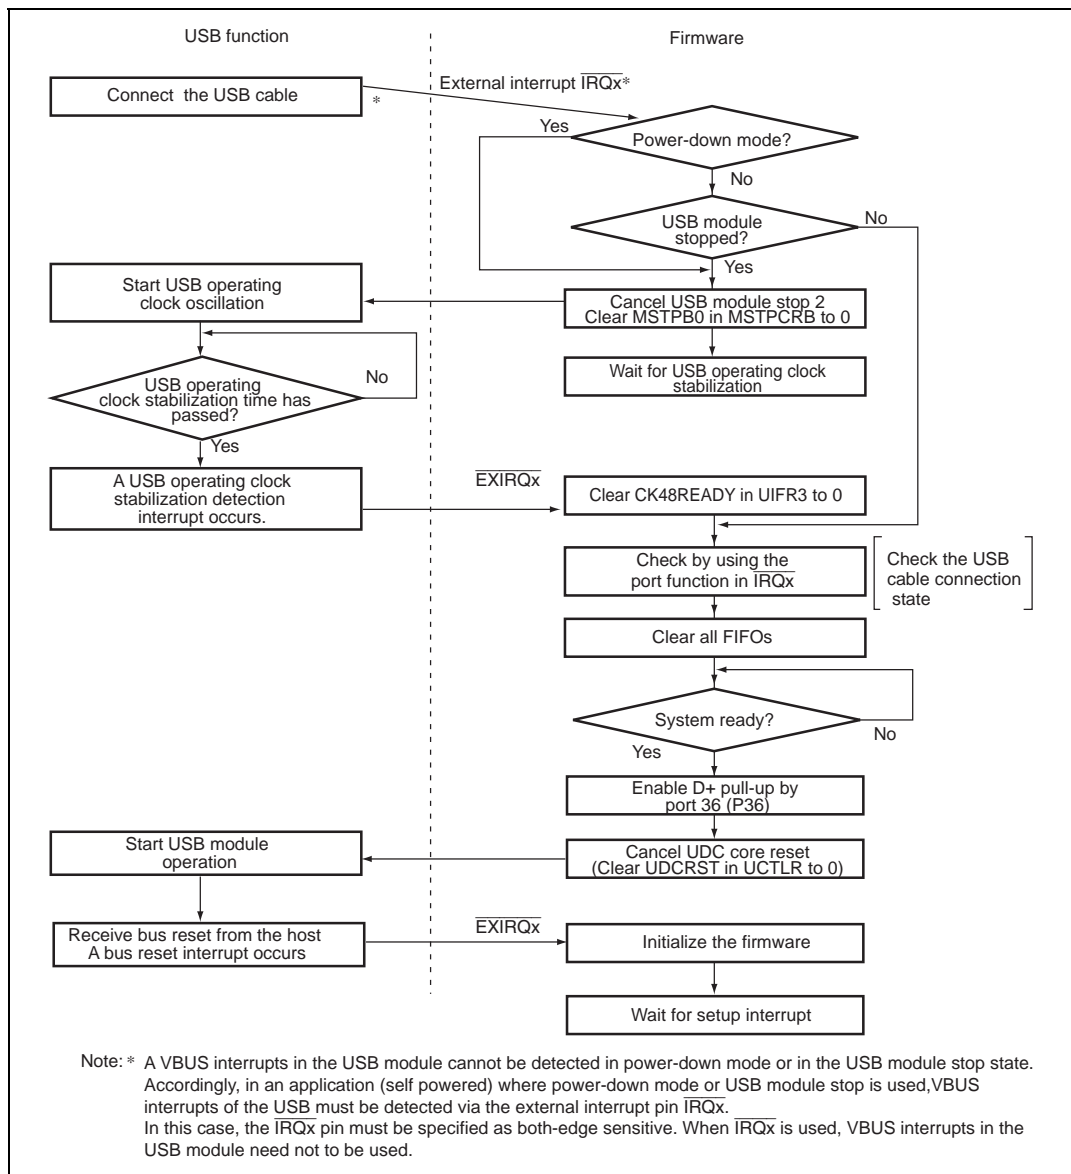 USB function
Firmware
Connect the USB cable
*
External interrupt IRQx*
Power-down mode?
Yes
No
USB module
stopped?
No
Yes
Start USB operating
clock oscillation
Cancel USB module stop 2
Clear MSTPB0 in MSTPCRB to 0
Wait for USB operating clock
stabilization
USB operating
clock stabilization time has
passed?
No
Yes
A USB operating clock
stabilization detection
interrupt occurs.
EXIRQx
Clear CK48READY in UIFR3 to 0
Check by using the
port function in IRQx
Check the USB
cable connection
state
Clear all FIFOs
System ready?
No
Yes
Enable D+ pull-up by
port 36 (P36)
Start USB module
operation
Cancel UDC core reset
(Clear UDCRST in UCTLR to 0)
Receive bus reset from the host
A bus reset interrupt occurs
EXIRQx
Initialize the firmware
Wait for setup interrupt
Note: * A VBUS interrupts in the USB module cannot be detected in power-down mode or in the USB module stop state.
Accordingly, in an application (self powered) where power-down mode or USB module stop is used,VBUS
interrupts of the USB must be detected via the external interrupt pin IRQx.
In this case, the IRQx pin must be specified as both-edge sensitive. When IRQx is used, VBUS interrupts in the
USB module need not to be used.